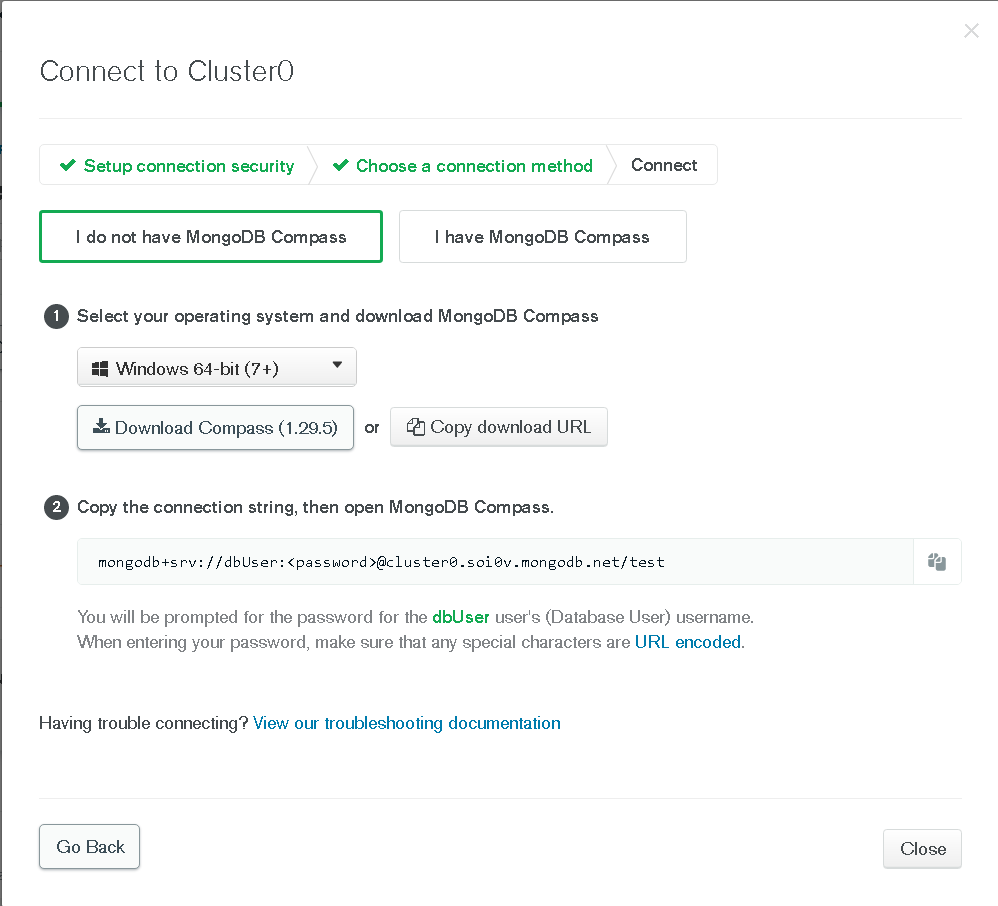 Connect to Cluster0
Setup connection security
Choose a connection method
Connect
I do not have MongoDB Compass
I have MongoDB Compass
1 Select your operating system and download MongoDB Compass
Windows 64-bit (7+)
Download Compass (1.29.5) or Copy download URL
2 Copy the connection string, then open MongoDB Compass.
mongodb+srv://dbUser:<password>@cluster0.soi0v.mongodb.net/test
You will be prompted for the password for the dbUser user's (Database User) username.
When entering your password, make sure that any special characters are URL encoded.
Having trouble connecting? View our troubleshooting documentation
Go Back
Close